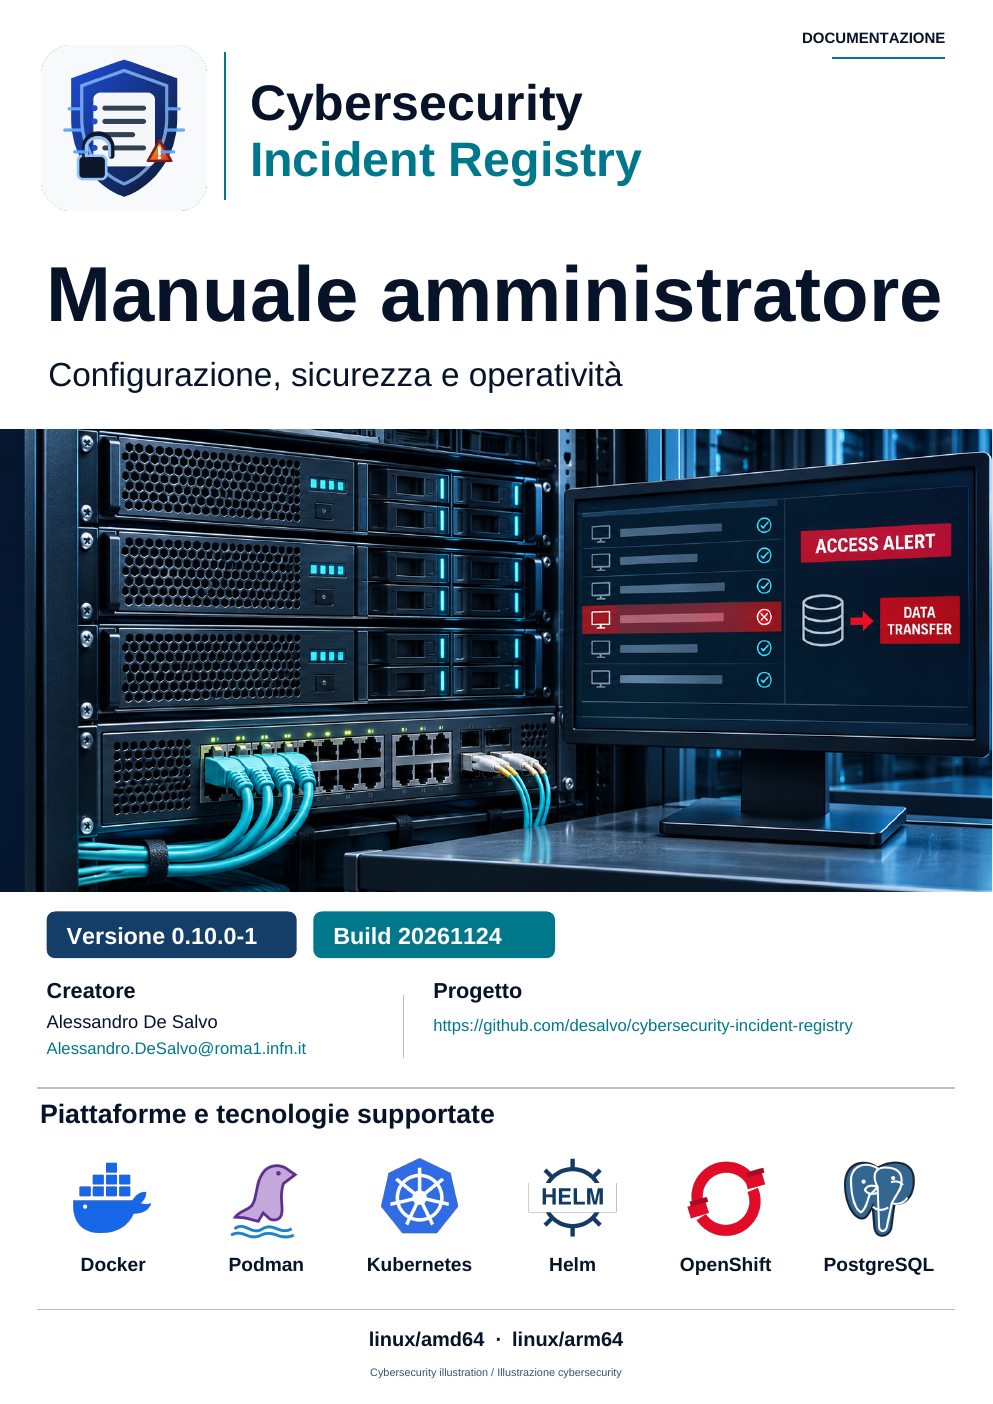 DOCUMENTAZIONE
Cybersecurity
Incident Registry
Manuale amministratore
Configurazione, sicurezza e operatività
ACCESS ALERT
DATA
TRANSFER
Versione 0.10.0-1
Build 20261124
Creatore
Alessandro De Salvo
Alessandro.DeSalvo@roma1.infn.it
Progetto
https://github.com/desalvo/cybersecurity-incident-registry
Piattaforme e tecnologie supportate
HELM
Docker
Podman
Kubernetes
Helm
OpenShift
PostgreSQL
linux/amd64 · linux/arm64
Cybersecurity illustration / Illustrazione cybersecurity